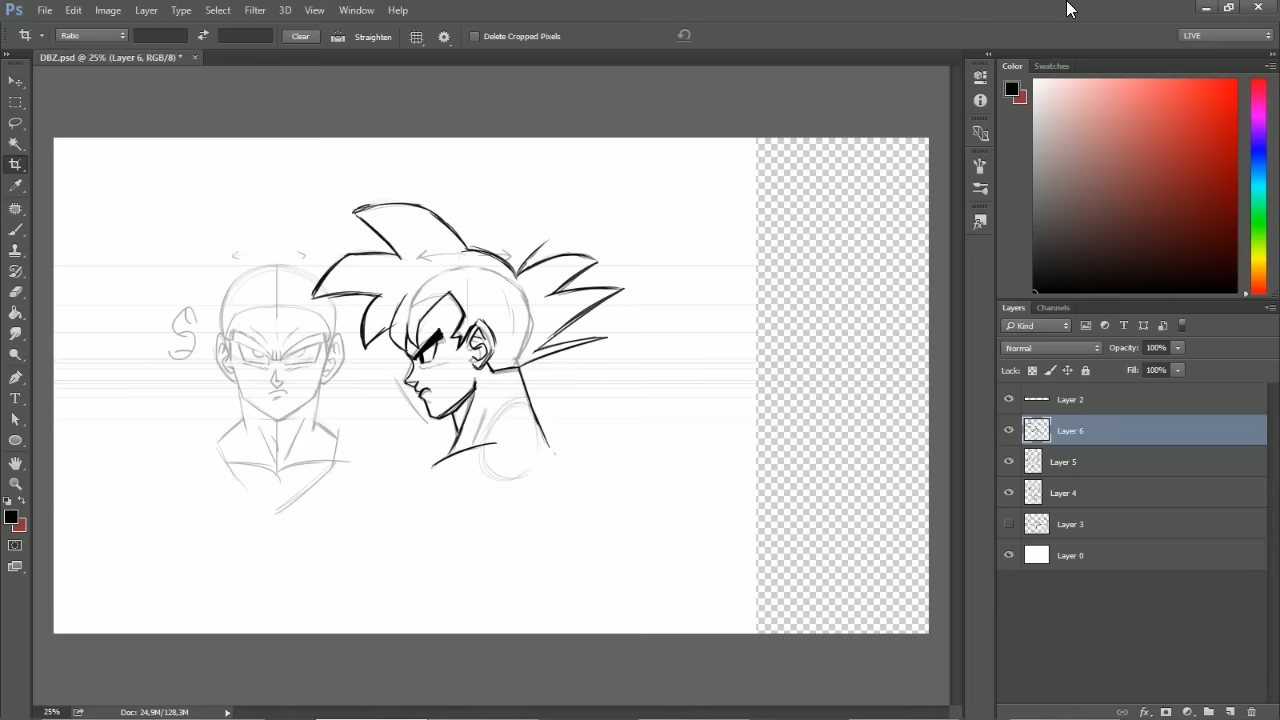 Ps File Edit Image Layer Type Select Filter 3D View Window Help
Ratio Clear Straighten Delete Cropped Pixels LIVE
DBZ.psd @ 25% (Layer 6, RGB/8) * ×
Color Swatches
Layers Channels
Kind
Normal Opacity: 100%
Lock: Fill: 100%
Layer 2
Layer 6
Layer 5
Layer 4
Layer 3
Layer 0
25% Doc: 24,9M/128,3M